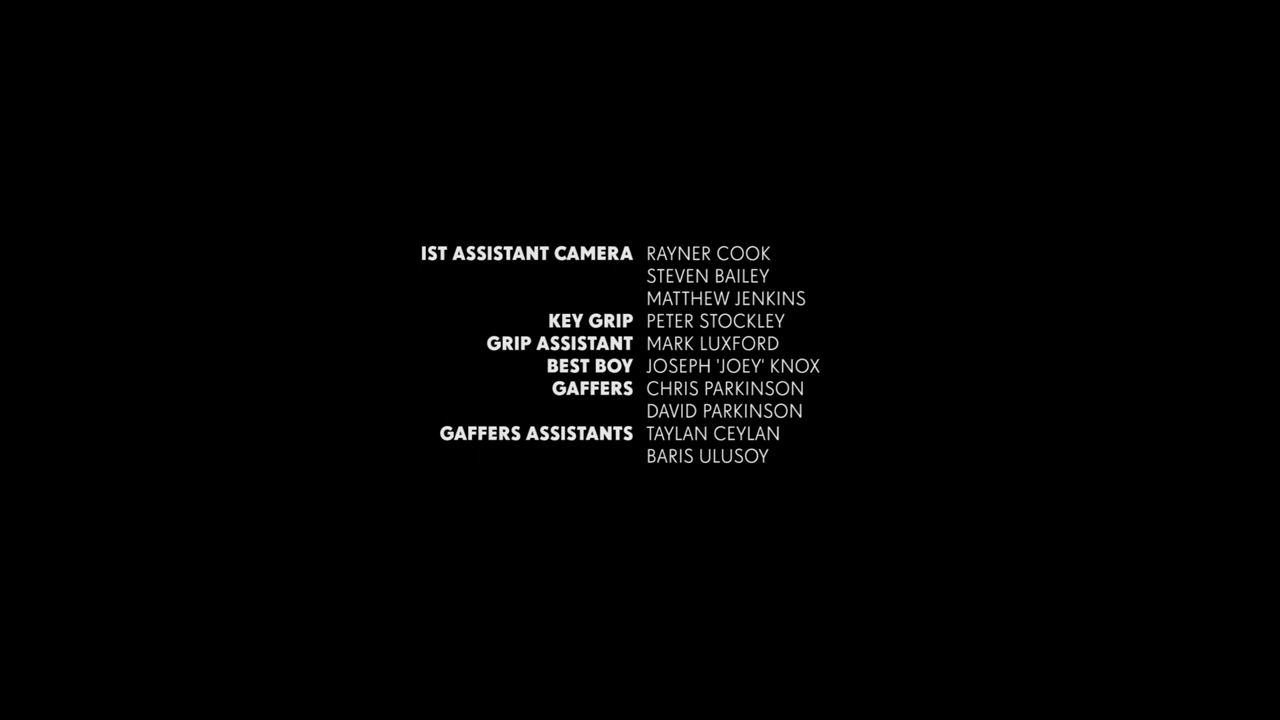 IST ASSISTANT CAMERA RAYNER COOK
STEVEN BAILEY
MATTHEW JENKINS
KEY GRIP PETER STOCKLEY
GRIP ASSISTANT MARK LUXFORD
BEST BOY JOSEPH 'JOEY' KNOX
GAFFERS CHRIS PARKINSON
DAVID PARKINSON
GAFFERS ASSISTANTS TAYLAN CEYLAN
BARIS ULUSOY